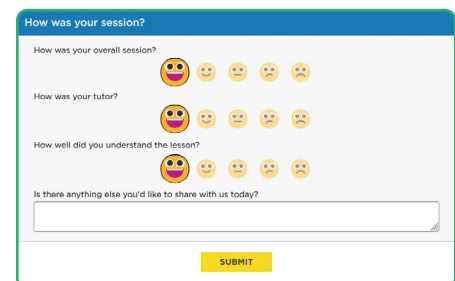 How was your session?
How was your overall session?
How was your tutor?
How well did you understand the lesson?
Is there anything else you'd like to share with us today?
SUBMIT